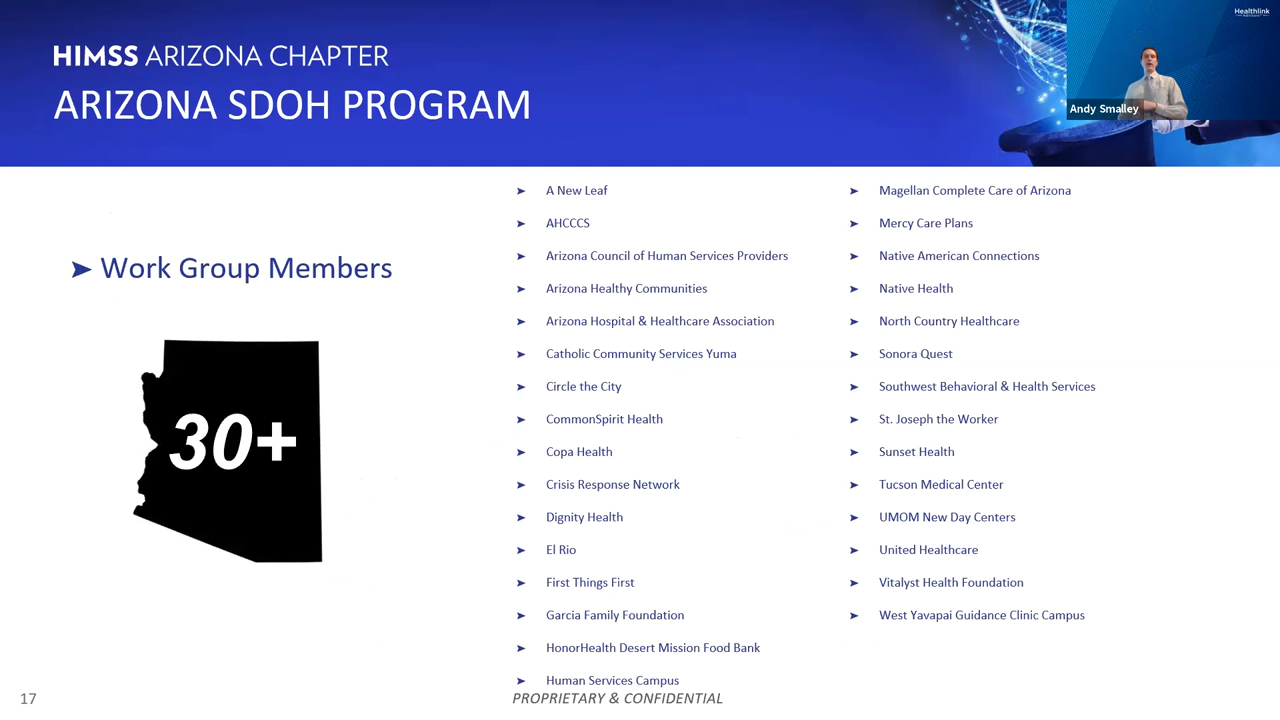 HIMSS ARIZONA CHAPTER
ARIZONA SDOH PROGRAM
Healthlink
Andy Smalley
➤ Work Group Members
30+
➤ A New Leaf
➤ AHCCCS
➤ Arizona Council of Human Services Providers
➤ Arizona Healthy Communities
➤ Arizona Hospital & Healthcare Association
➤ Catholic Community Services Yuma
➤ Circle the City
➤ CommonSpirit Health
➤ Copa Health
➤ Crisis Response Network
➤ Dignity Health
➤ El Rio
➤ First Things First
➤ Garcia Family Foundation
➤ HonorHealth Desert Mission Food Bank
➤ Human Services Campus
➤ Magellan Complete Care of Arizona
➤ Mercy Care Plans
➤ Native American Connections
➤ Native Health
➤ North Country Healthcare
➤ Sonora Quest
➤ Southwest Behavioral & Health Services
➤ St. Joseph the Worker
➤ Sunset Health
➤ Tucson Medical Center
➤ UMOM New Day Centers
➤ United Healthcare
➤ Vitalyst Health Foundation
➤ West Yavapai Guidance Clinic Campus
17
PROPRIETARY & CONFIDENTIAL